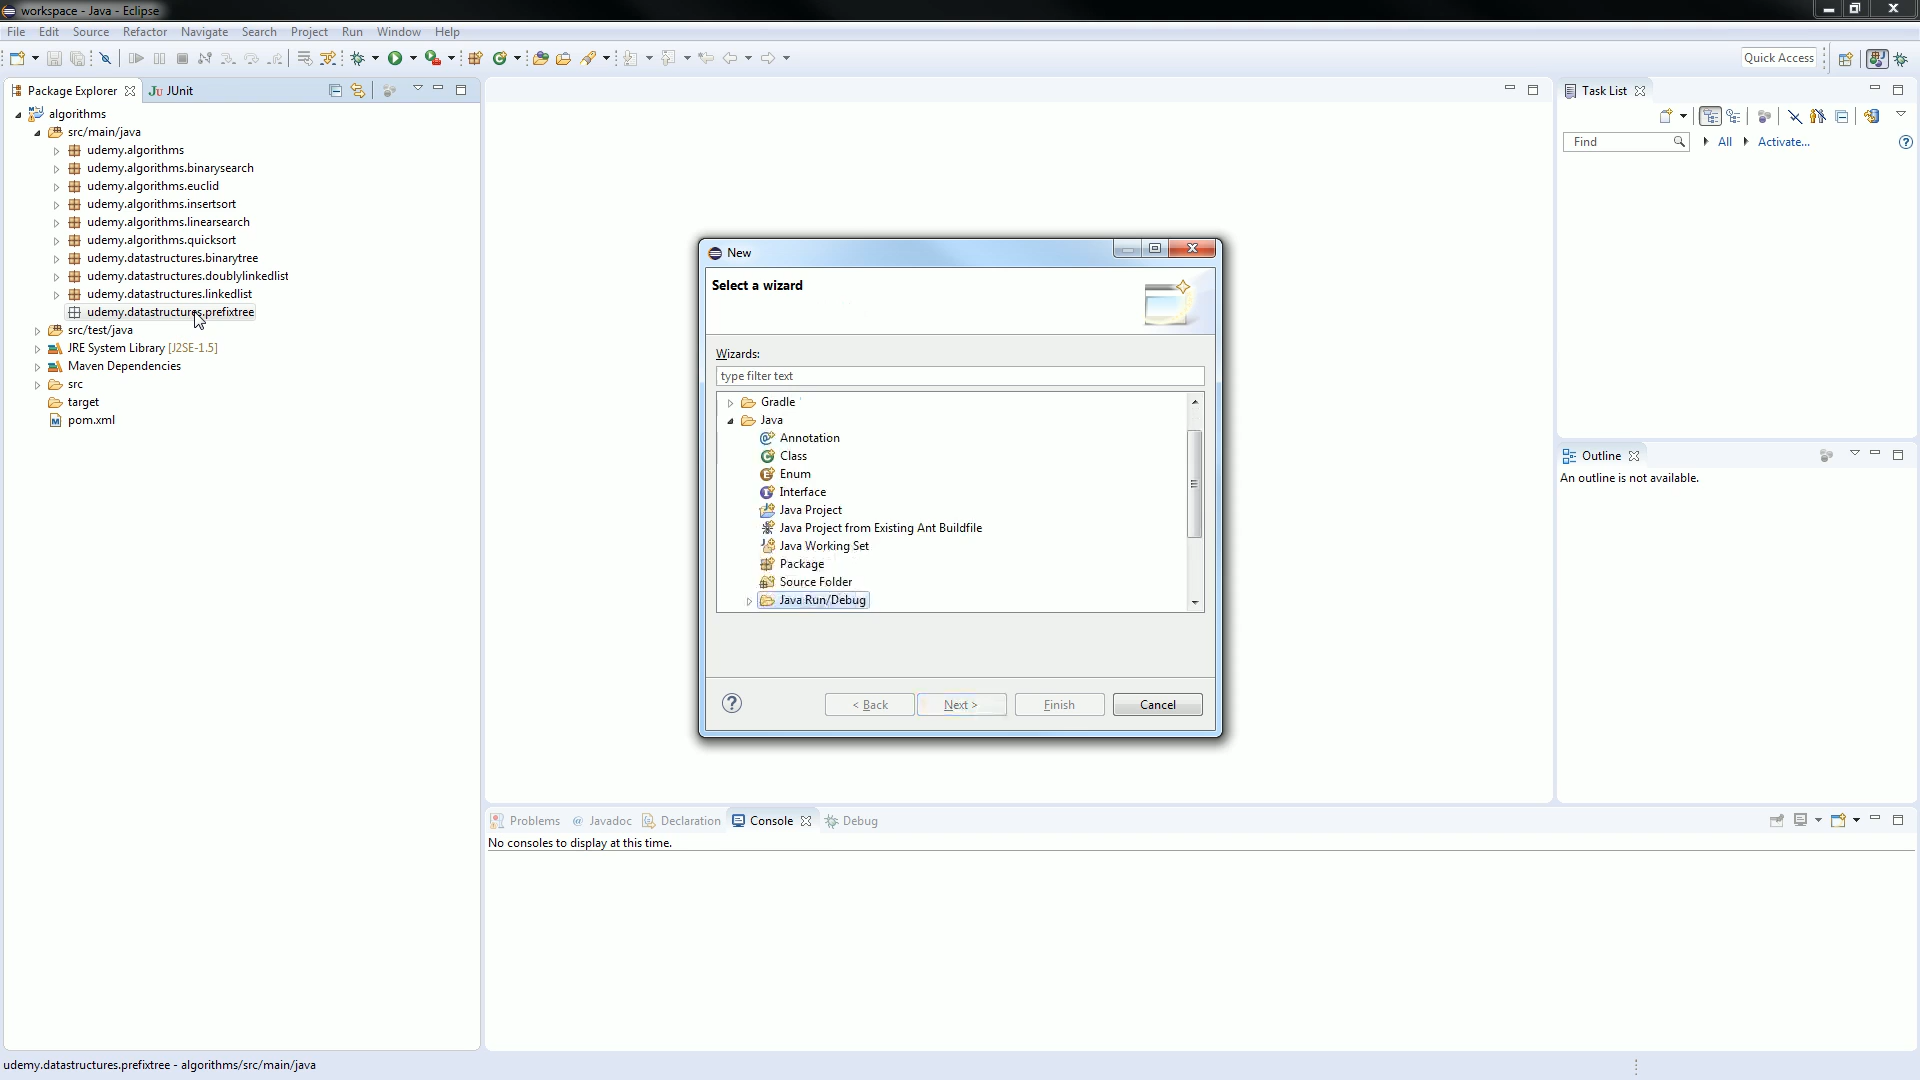 workspace - Java - Eclipse
File Edit Source Refactor Navigate Search Project Run Window Help
Quick Access
Package Explorer
Ju JUnit
algorithms
src/main/java
udemy.algorithms
udemy.algorithms.binarysearch
udemy.algorithms.euclid
udemy.algorithms.insertsort
udemy.algorithms.linearsearch
udemy.algorithms.quicksort
udemy.datastructures.binarytree
udemy.datastructures.doublylinkedlist
udemy.datastructures.linkedlist
udemy.datastructures.prefixtree
src/test/java
JRE System Library [J2SE-1.5]
Maven Dependencies
src
target
pom.xml
New
Select a wizard
Wizards:
type filter text
Gradle
Java
Annotation
Class
Enum
Interface
Java Project
Java Project from Existing Ant Buildfile
Java Working Set
Package
Source Folder
Java Run/Debug
< Back
Next >
Finish
Cancel
Task List
Find
All
Activate...
Outline
An outline is not available.
Problems @ Javadoc Declaration Console Debug
No consoles to display at this time.
udemy.datastructures.prefixtree - algorithms/src/main/java